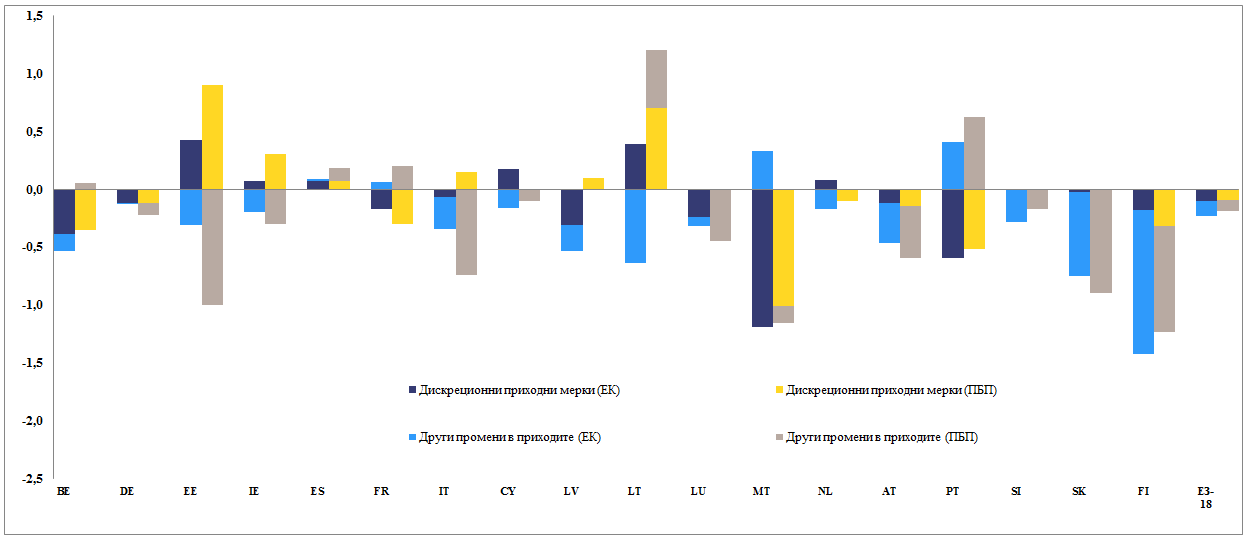 1,5
1,0
0,5
0,0
-0,5
-1,0
-1,5
-2,0
-2,5
Дискреционни приходни мерки (ЕК)
Дискреционни приходни мерки (ПБП)
Други промени в приходите (ЕК)
Други промени в приходите (ПБП)
BE DE EE IE ES FR IT CY LV LT LU MT NL AT PT SI SK FI ЕЗ-
18